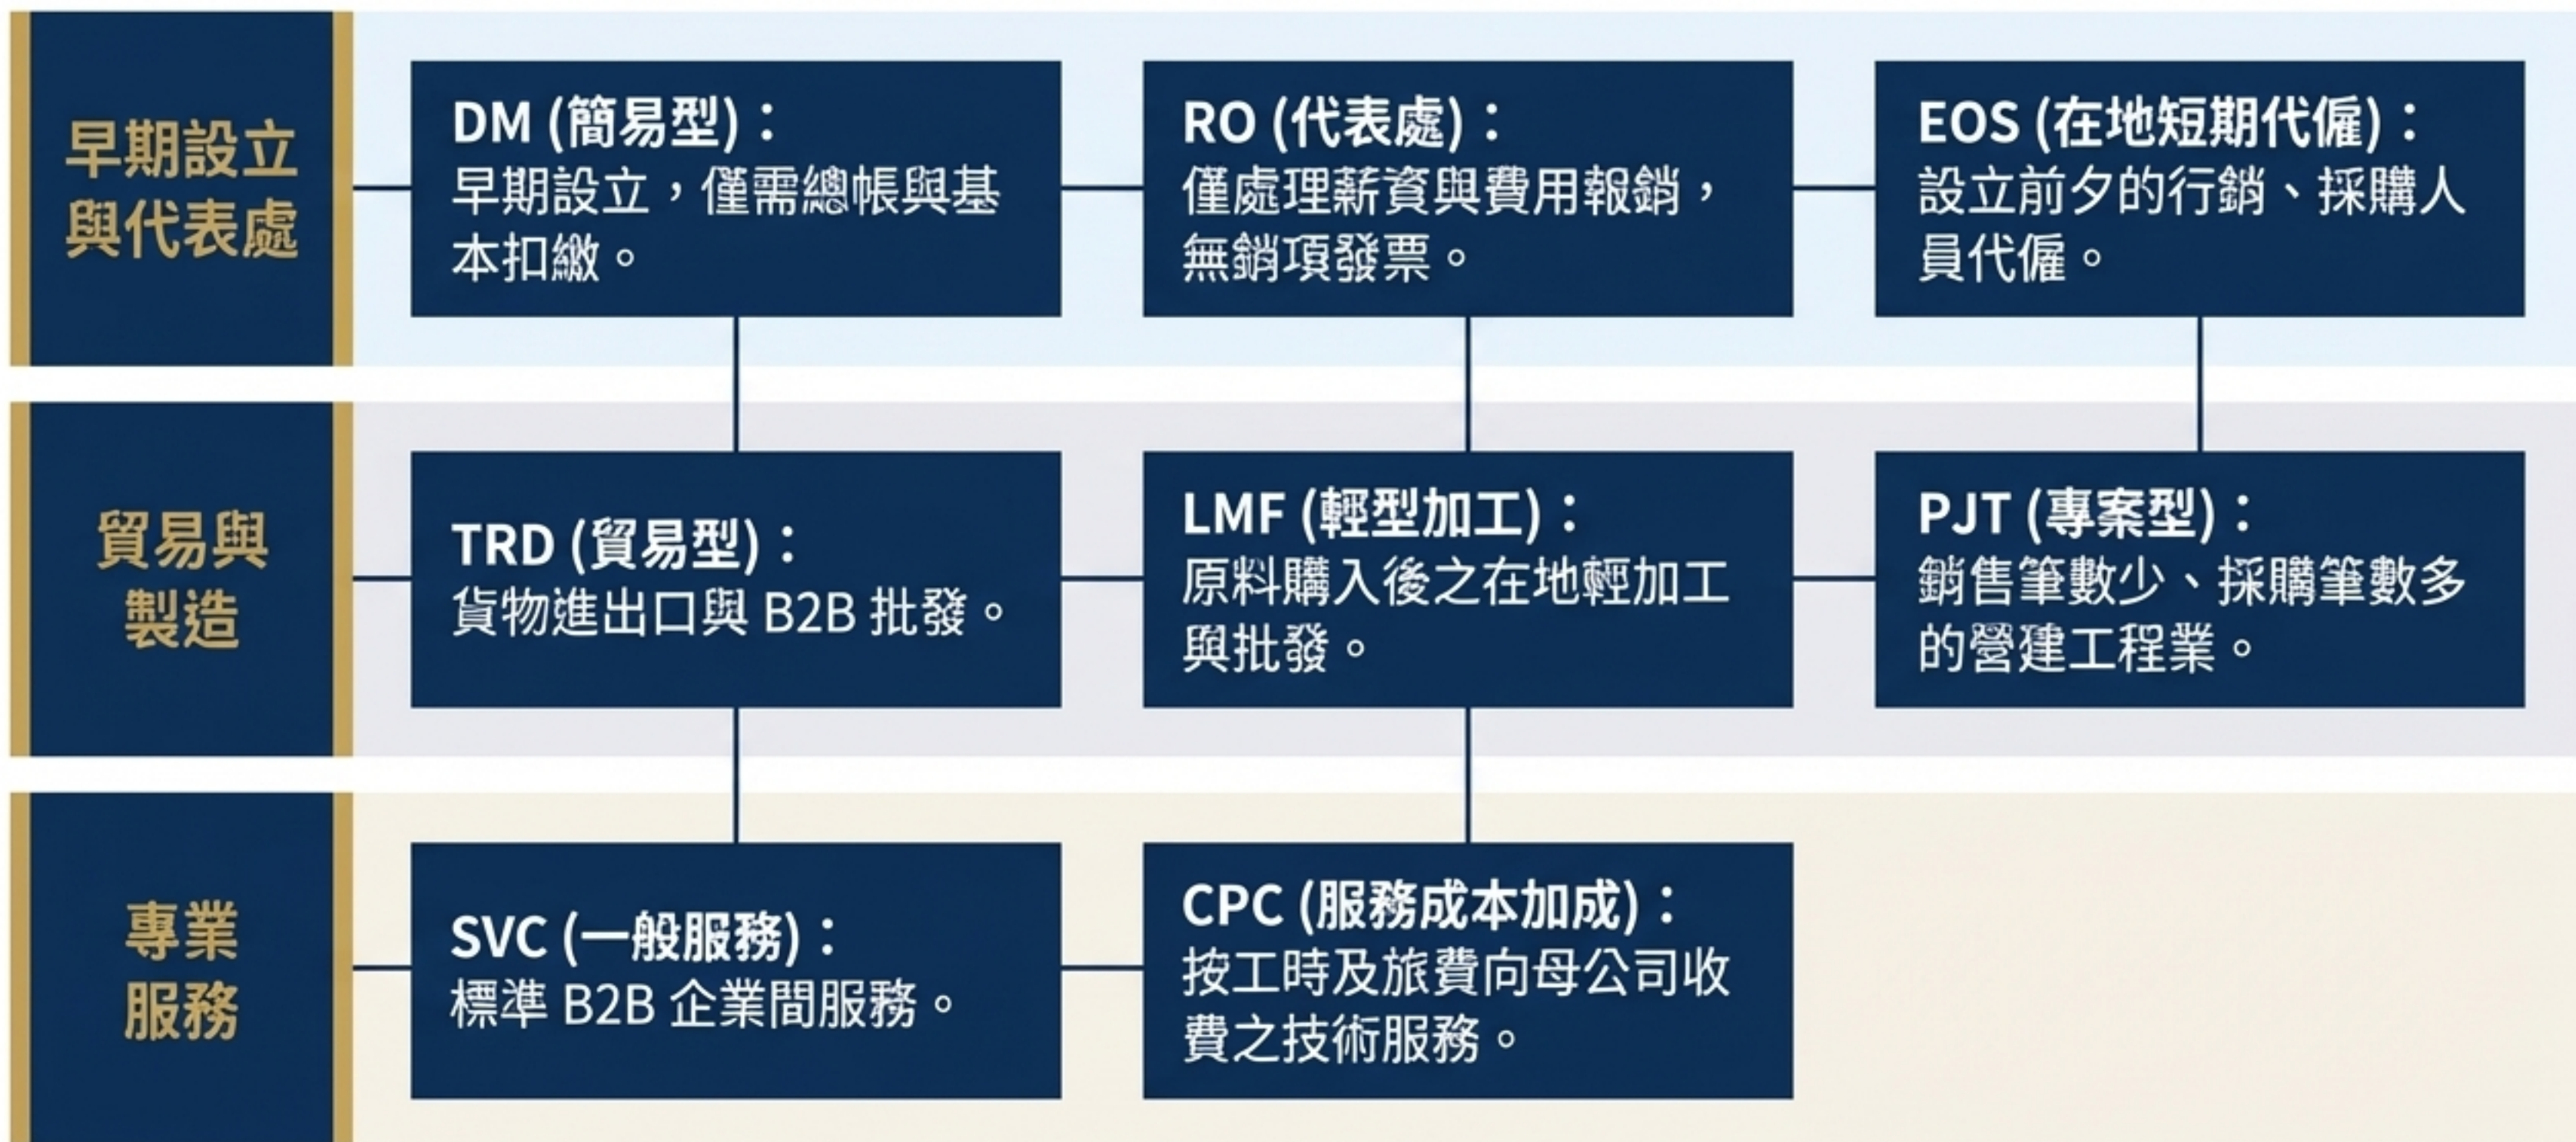 早期設立
與代表處
DM (簡易型)：
早期設立，僅需總帳與基
本扣繳。
RO (代表處)：
僅處理薪資與費用報銷，
無銷項發票。
EOS (在地短期代僱)：
設立前夕的行銷、採購人
員代僱。
貿易與
製造
TRD (貿易型)：
貨物進出口與 B2B 批發。
LMF (輕型加工)：
原料購入後之在地輕加工
與批發。
PJT (專案型)：
銷售筆數少、採購筆數多
的營建工程業。
專業
服務
SVC (一般服務)：
標準 B2B 企業間服務。
CPC (服務成本加成)：
按工時及旅費向母公司收
費之技術服務。